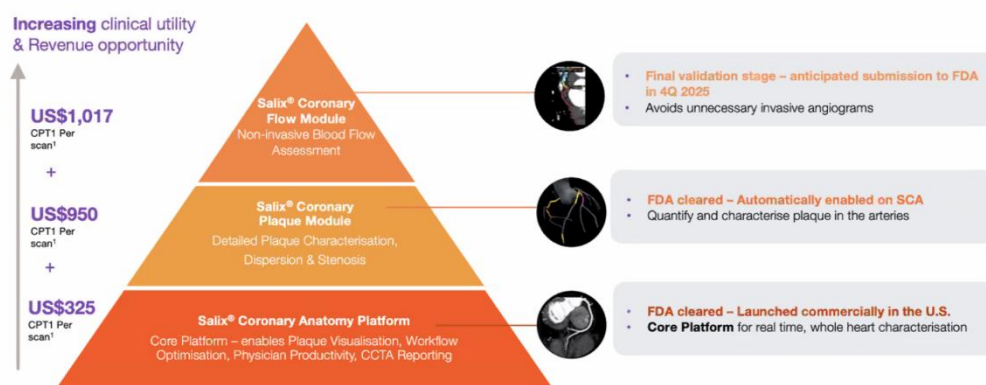 Increasing clinical utility
& Revenue opportunity
US$1,017
CPT1 Per
scan¹
+
US$950
CPT1 Per
scan¹
+
US$325
CPT1 Per
scan¹
Salix® Coronary
Flow Module
Non-invasive Blood Flow
Assessment
Salix® Coronary
Plaque Module
Detailed Plaque Characterisation,
Dispersion & Stenosis
Salix® Coronary Anatomy Platform
Core Platform – enables Plaque Visualisation, Workflow
Optimisation, Physician Productivity, CCTA Reporting
• Final validation stage – anticipated submission to FDA
in 4Q 2025
• Avoids unnecessary invasive angiograms
• FDA cleared – Automatically enabled on SCA
• Quantify and characterise plaque in the arteries
• FDA cleared – Launched commercially in the U.S.
• Core Platform for real time, whole heart characterisation